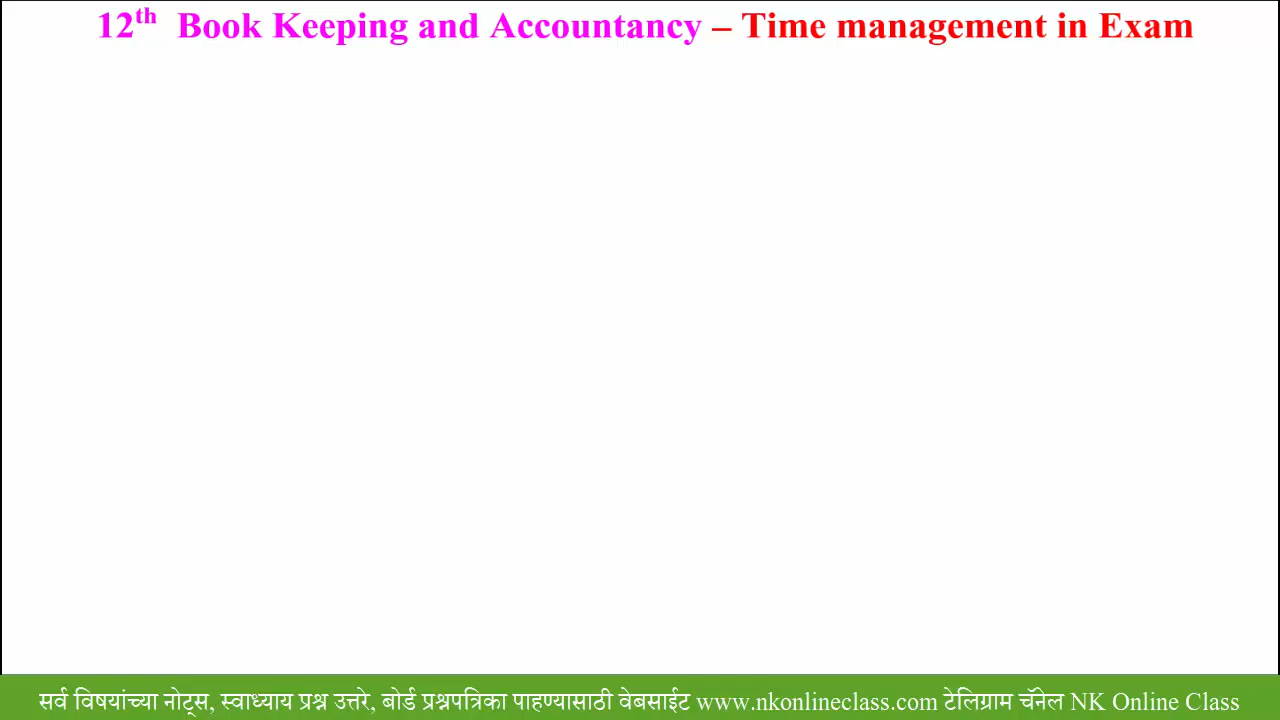 12th Book Keeping and Accountancy – Time management in Exam
सर्व विषयांच्या नोट्स, स्वाध्याय प्रश्न उत्तरे, बोर्ड प्रश्नपत्रिका पाहण्यासाठी वेबसाईट www.nkonlineclass.com टेलिग्राम चॅनेल NK Online Class